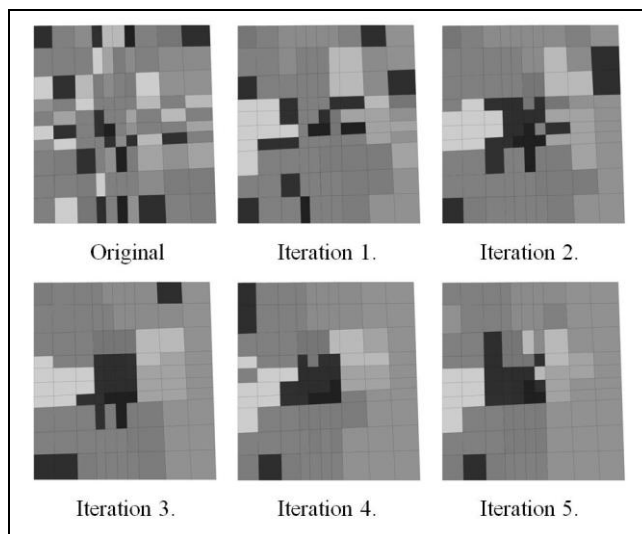 Original
Iteration 1.
Iteration 2.
Iteration 3.
Iteration 4.
Iteration 5.